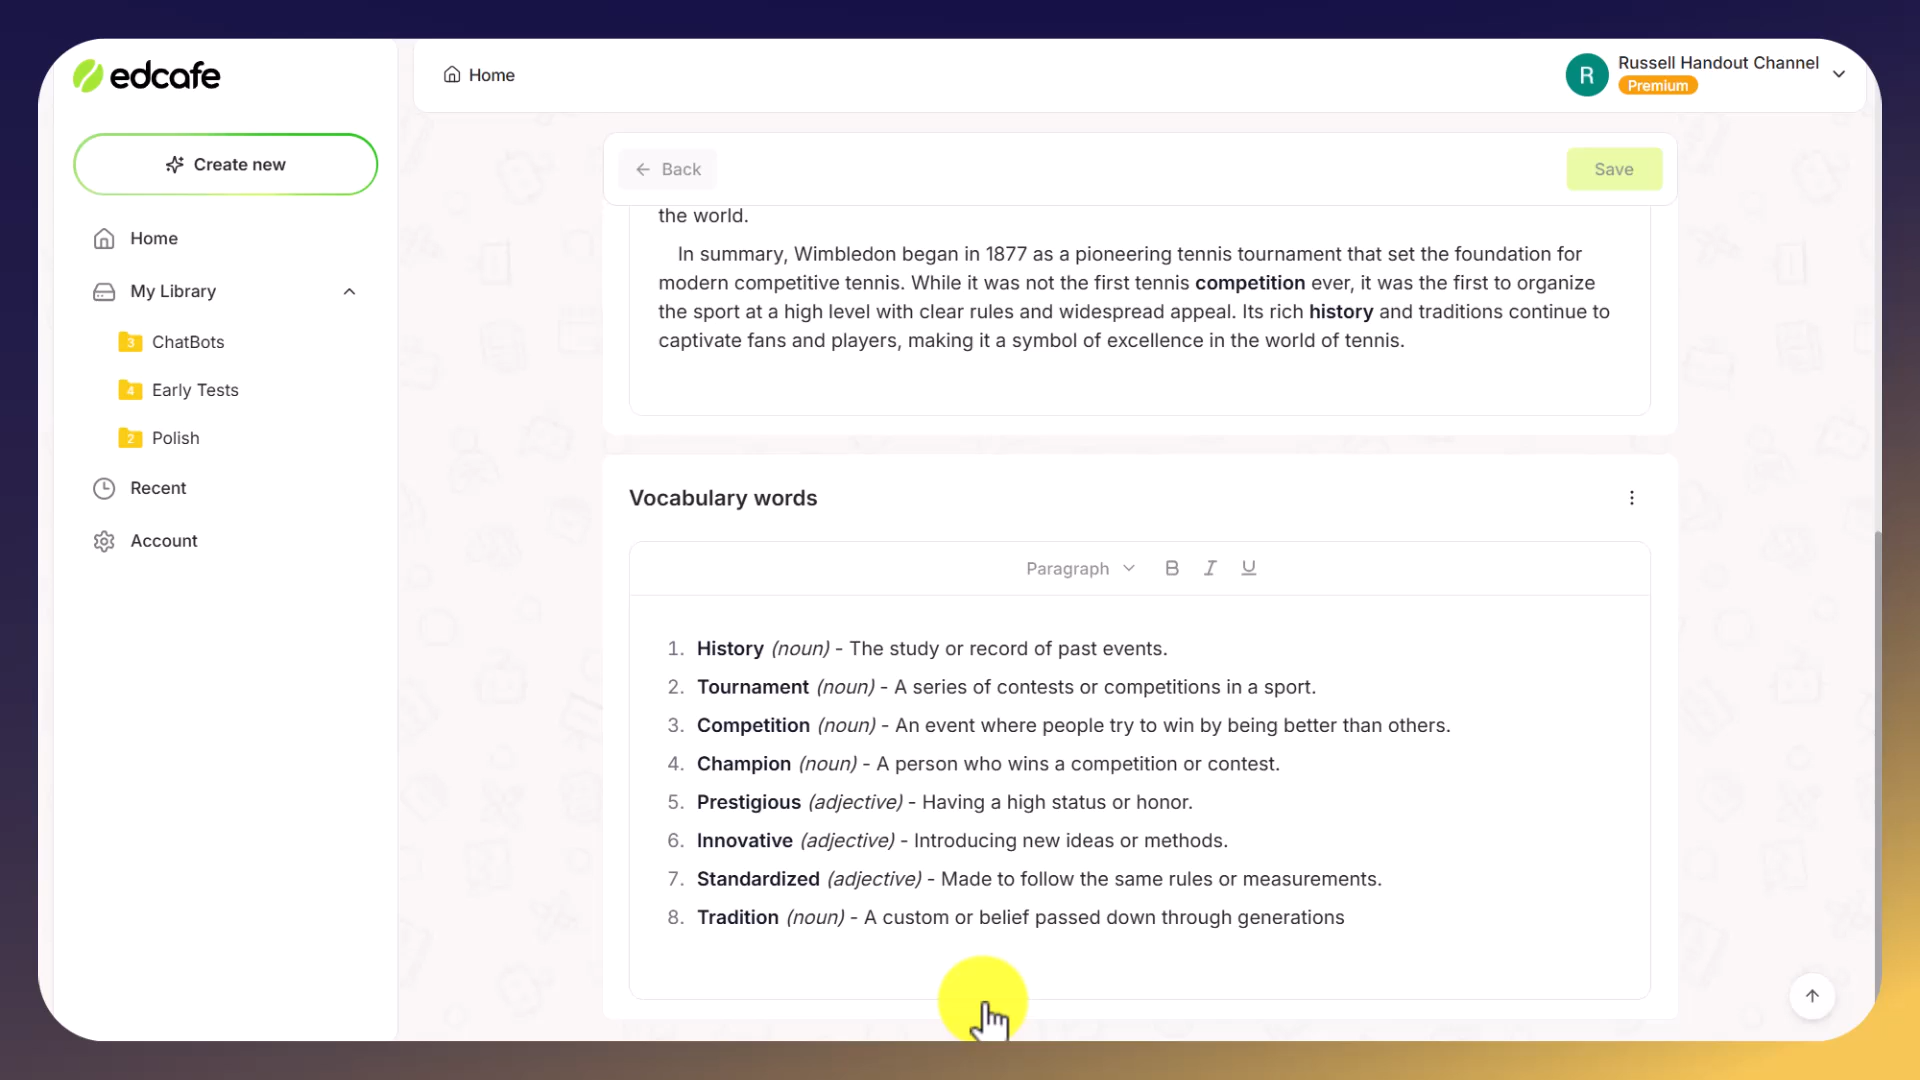 edcafe
Home
Russell Handout Channel
R
Premium
Create new
Back
Save
Home
My Library
3 ChatBots
4 Early Tests
2 Polish
Recent
Account
the world.
In summary, Wimbledon began in 1877 as a pioneering tennis tournament that set the foundation for
modern competitive tennis. While it was not the first tennis competition ever, it was the first to organize
the sport at a high level with clear rules and widespread appeal. Its rich history and traditions continue to
captivate fans and players, making it a symbol of excellence in the world of tennis.
Vocabulary words
Paragraph B I U
1. History (noun) - The study or record of past events.
2. Tournament (noun) - A series of contests or competitions in a sport.
3. Competition (noun) - An event where people try to win by being better than others.
4. Champion (noun) - A person who wins a competition or contest.
5. Prestigious (adjective) - Having a high status or honor.
6. Innovative (adjective) - Introducing new ideas or methods.
7. Standardized (adjective) - Made to follow the same rules or measurements.
8. Tradition (noun) - A custom or belief passed down through generations